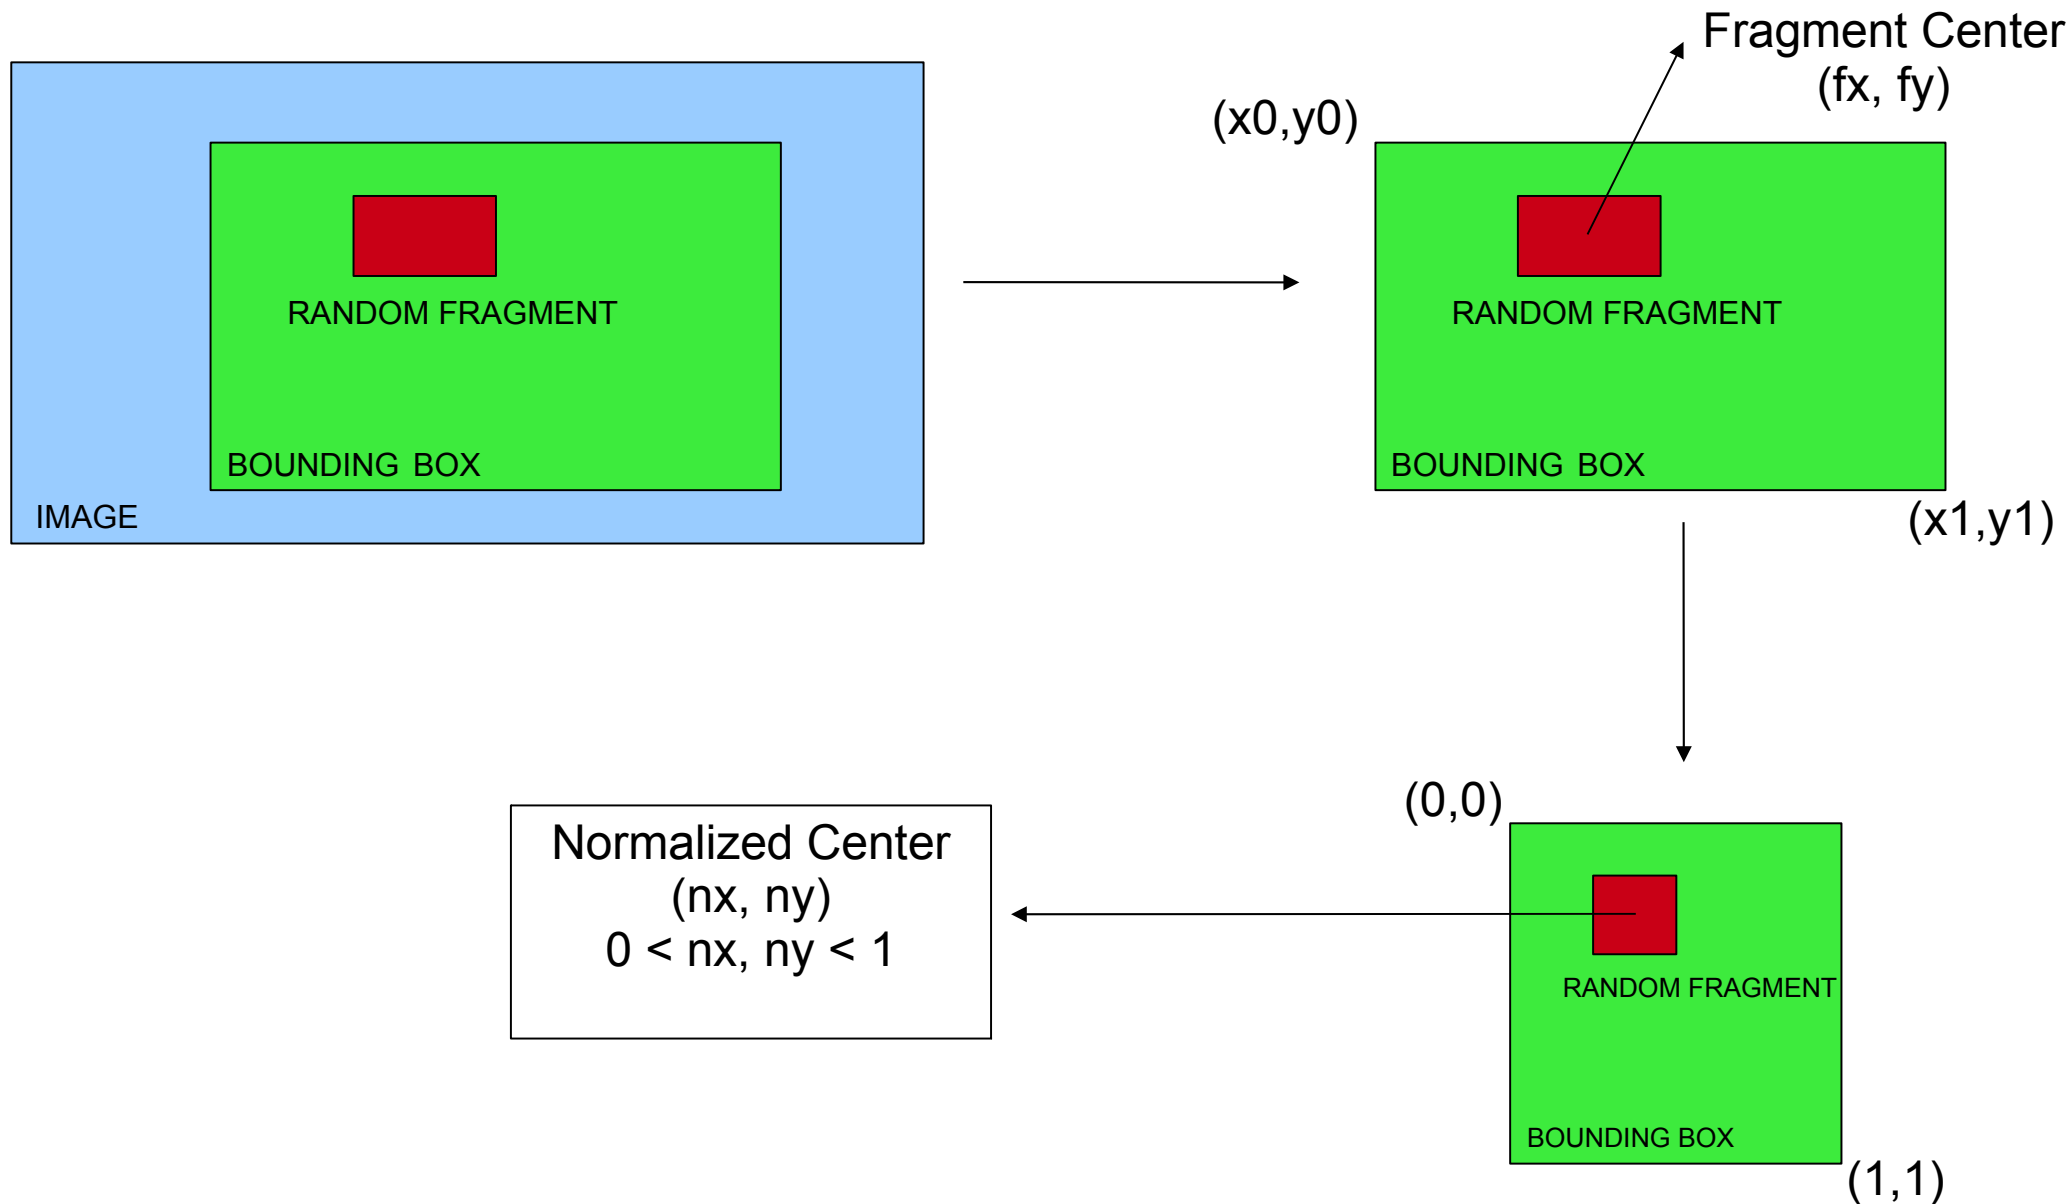 Fragment Center
(fx, fy)
(x0,y0)
RANDOM FRAGMENT
BOUNDING BOX
IMAGE
RANDOM FRAGMENT
BOUNDING BOX
(x1,y1)
(0,0)
Normalized Center
(nx, ny)
0 < nx, ny < 1
RANDOM FRAGMENT
BOUNDING BOX
(1,1)